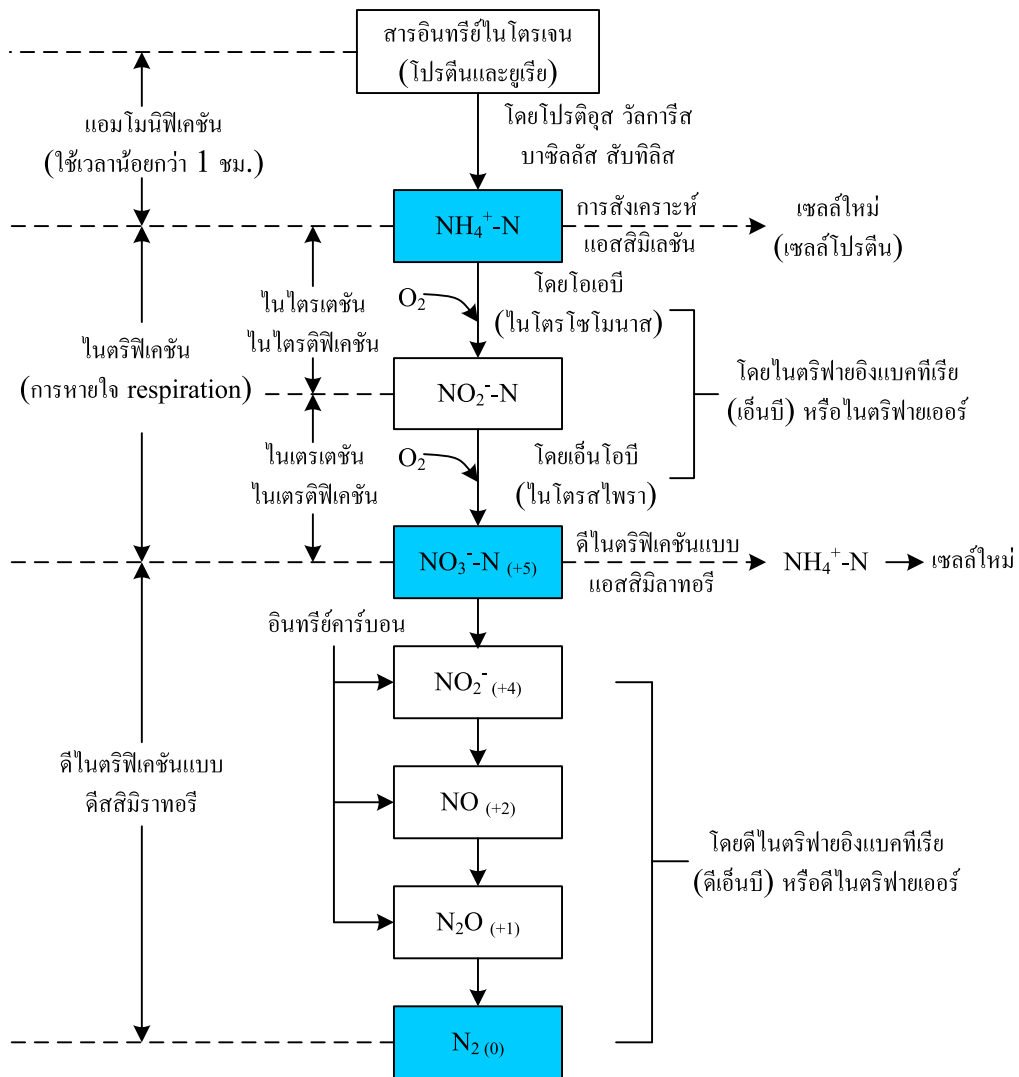 สารอินทรีย์ไนโตรเจน
(โปรตีนและยูเรีย)
แอมโมนิฟิเคชัน
(ใช้เวลาน้อยกว่า 1 ชม.)
โดยโปรติอุส วัลการีส
บาซิลลัส สับทิลิส
NH₄⁺-N
การสังเคราะห์
แอสสิมิเลชัน
เซลล์ใหม่
(เซลล์โปรตีน)
O₂
โดยโอเอบี
(ไนโตรโซโมนาส)
ไนไตรเตชัน
ไนไตรติฟิเคชัน
ไนตริฟิเคชัน
(การหายใจ respiration)
NO₂⁻-N
โดยไนตริฟายอิงแบคทีเรีย
(เอ็นบี) หรือไนตริฟายเออร์
ไนเตรเตชัน
ไนเตรติฟิเคชัน
O₂
โดยเอ็นโอบี
(ไนโตรสไพรา)
NO₃⁻-N (+5)
ดีไนตริฟิเคชันแบบ
แอสสิมิลาทอรี
NH₄⁺-N
เซลล์ใหม่
อินทรีย์คาร์บอน
NO₂⁻ (+4)
ดีไนตริฟิเคชันแบบ
ดีสสิมิราทอรี
NO (+2)
โดยดีไนตริฟายอิงแบคทีเรีย
(ดีเอ็นบี) หรือดีไนตริฟายเออร์
N₂O (+1)
N₂ (0)